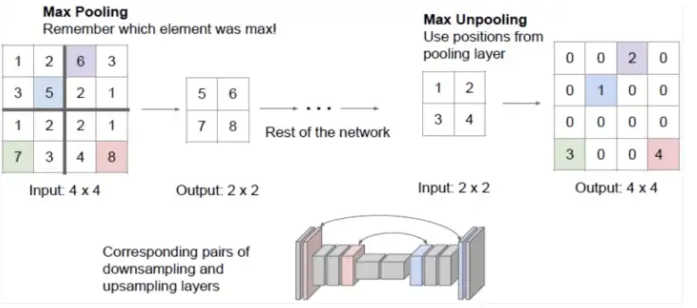 Max Pooling
Remember which element was max!
1 2 6 3
3 5 2 1
1 2 2 1
7 3 4 8
Input: 4 x 4
5 6
7 8
Output: 2 x 2
Rest of the network
Max Unpooling
Use positions from
pooling layer
1 2
3 4
Input: 2 x 2
0 0 2 0
0 1 0 0
0 0 0 0
3 0 0 4
Output: 4 x 4
Corresponding pairs of
downsampling and
upsampling layers